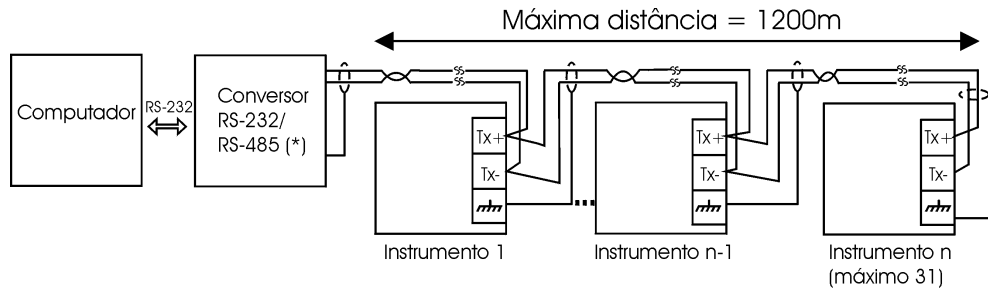 Máxima distância = 1200m
Computador
RS-232
Conversor
RS-232/
RS-485 (*)
Tx+
Tx-
Tx+
Tx-
Tx+
Tx-
Instrumento 1
Instrumento n-1
Instrumento n
(máximo 31)